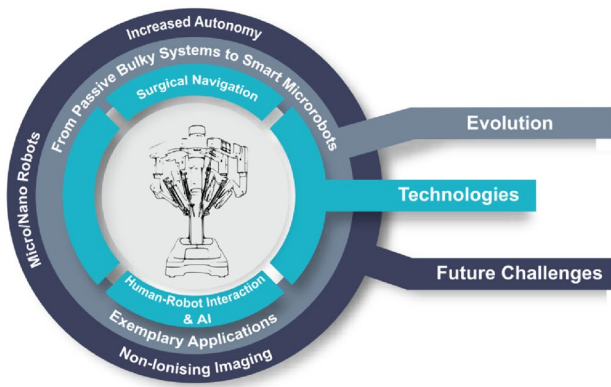 Increased Autonomy
From Passive Bulky Systems to Smart Microrobots
Surgical Navigation
Micro/Nano Robots
Evolution
Technologies
Future Challenges
Human-Robot Interaction
& AI
Exemplary Applications
Non-Ionising Imaging